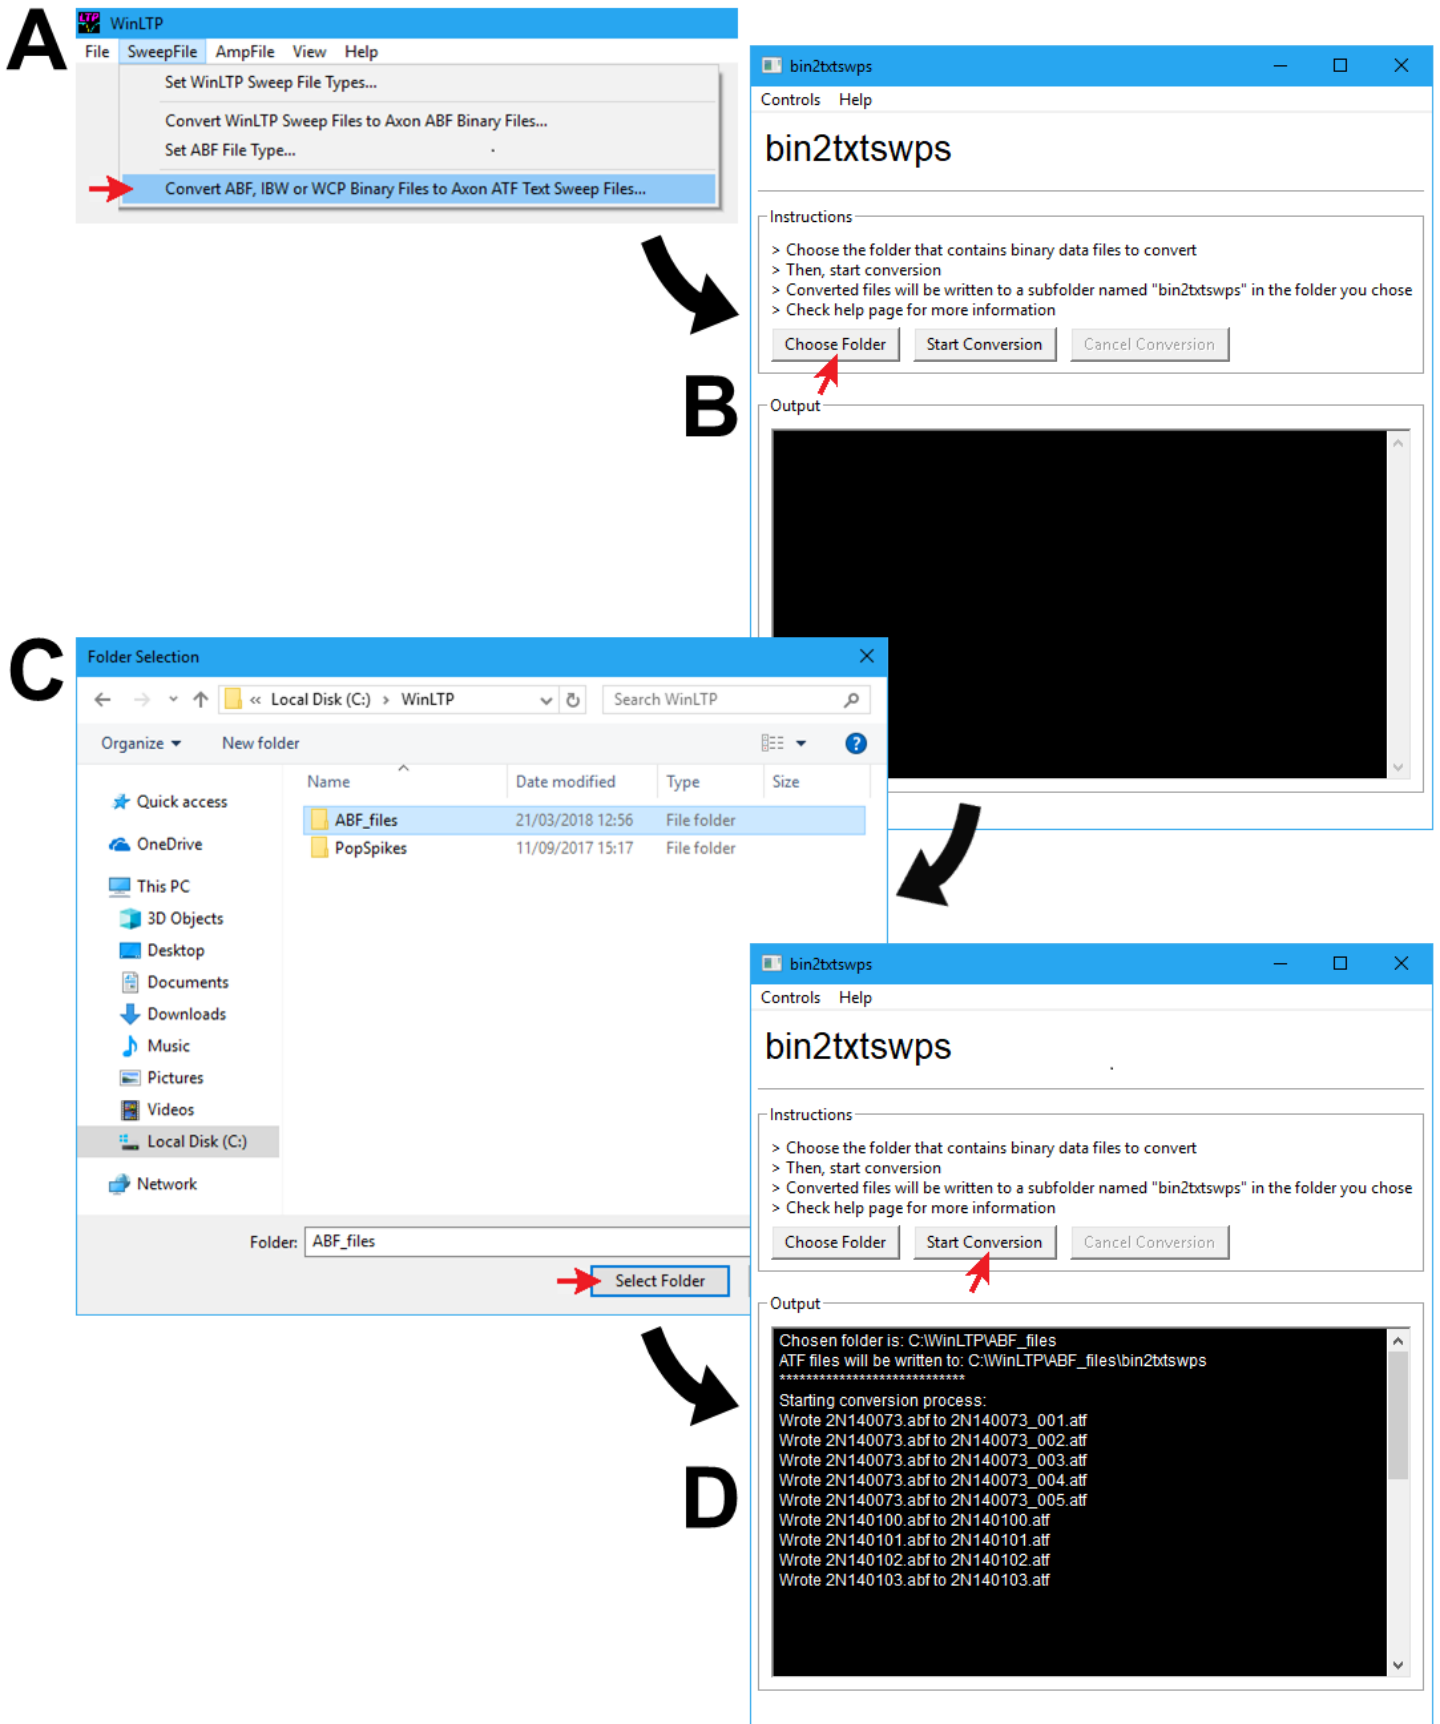 A
WinLTP
File SweepFile AmpFile View Help
Set WinLTP Sweep File Types...
Convert WinLTP Sweep Files to Axon ABF Binary Files...
Set ABF File Type...
Convert ABF, IBW or WCP Binary Files to Axon ATF Text Sweep Files...
B
bin2txtswps
Controls Help
bin2txtswps
Instructions
> Choose the folder that contains binary data files to convert
> Then, start conversion
> Converted files will be written to a subfolder named "bin2txtswps" in the folder you chose
> Check help page for more information
Choose Folder Start Conversion Cancel Conversion
Output
C
Folder Selection
« Local Disk (C:) > WinLTP Search WinLTP
Organize New folder
Name Date modified Type Size
ABF_files 21/03/2018 12:56 File folder
PopSpikes 11/09/2017 15:17 File folder
Quick access
OneDrive
This PC
3D Objects
Desktop
Documents
Downloads
Music
Pictures
Videos
Local Disk (C:)
Network
Folder: ABF_files
Select Folder
D
bin2txtswps
Controls Help
bin2txtswps
Instructions
> Choose the folder that contains binary data files to convert
> Then, start conversion
> Converted files will be written to a subfolder named "bin2txtswps" in the folder you chose
> Check help page for more information
Choose Folder Start Conversion Cancel Conversion
Output
Chosen folder is: C:\WinLTP\ABF_files
ATF files will be written to: C:\WinLTP\ABF_files\bin2txtswps
****************************
Starting conversion process:
Wrote 2N140073.abf to 2N140073_001.atf
Wrote 2N140073.abf to 2N140073_002.atf
Wrote 2N140073.abf to 2N140073_003.atf
Wrote 2N140073.abf to 2N140073_004.atf
Wrote 2N140073.abf to 2N140073_005.atf
Wrote 2N140100.abf to 2N140100.atf
Wrote 2N140101.abf to 2N140101.atf
Wrote 2N140102.abf to 2N140102.atf
Wrote 2N140103.abf to 2N140103.atf